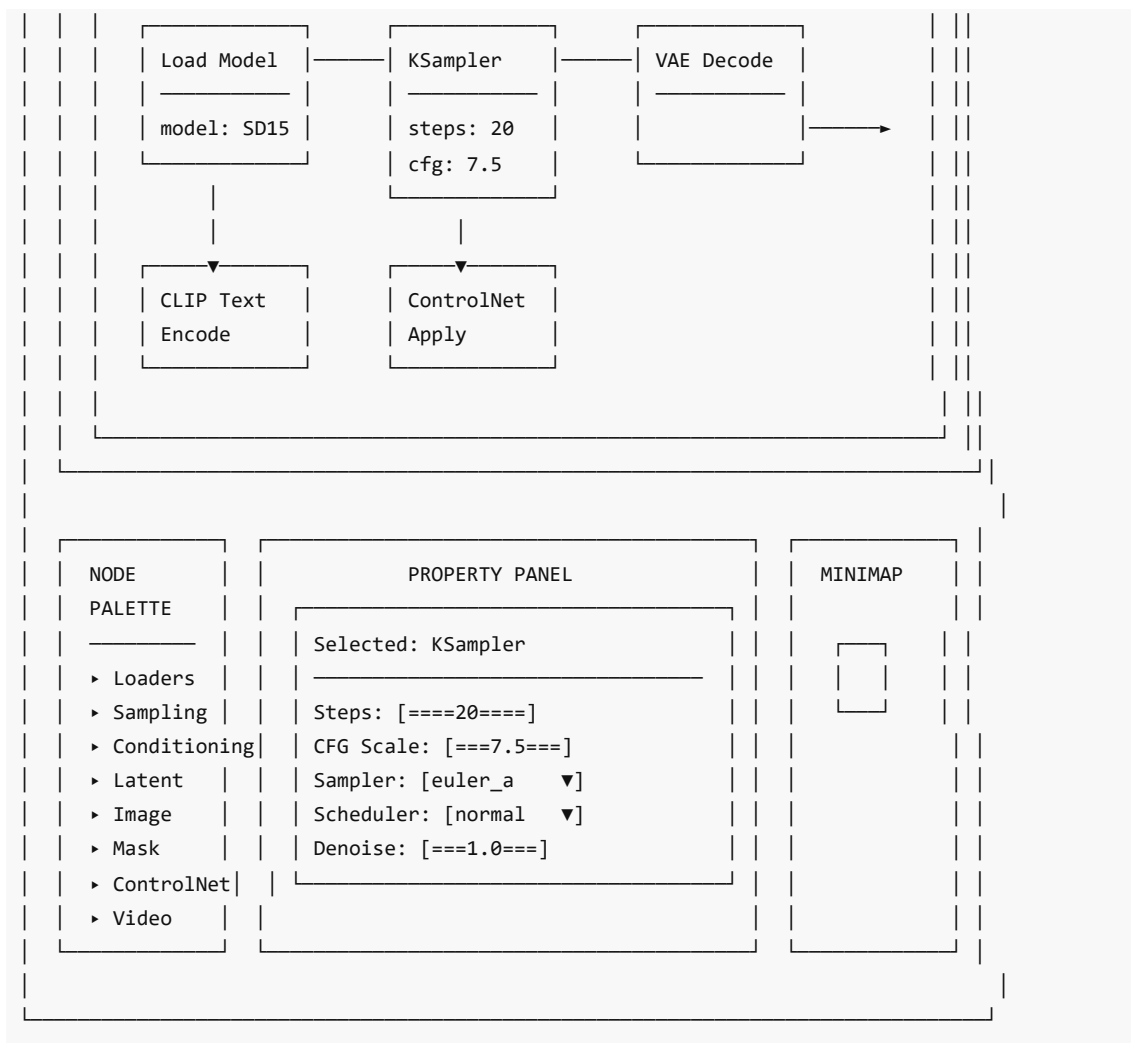 Load Model KSampler VAE Decode
model: SD15 steps: 20
cfg: 7.5
CLIP Text ControlNet
Encode Apply
NODE PROPERTY PANEL MINIMAP
PALETTE
Selected: KSampler
▸ Loaders
▸ Sampling Steps: [====20====]
▸ Conditioning CFG Scale: [===7.5===]
▸ Latent Sampler: [euler_a ▼]
▸ Image Scheduler: [normal ▼]
▸ Mask Denoise: [===1.0===]
▸ ControlNet
▸ Video